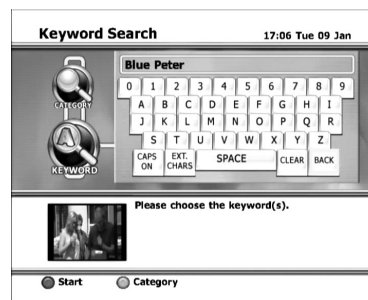 Keyword Search
17:06 Tue 09 Jan
Blue Peter
0 1 2 3 4 5 6 7 8 9
A B C D E F G H I
CATEGORY
J K L M N O P Q R
A
S T U V W X Y Z
KEYWORD
CAPS ON EXT. CHARS SPACE CLEAR BACK
Please choose the keyword(s).
Start Category